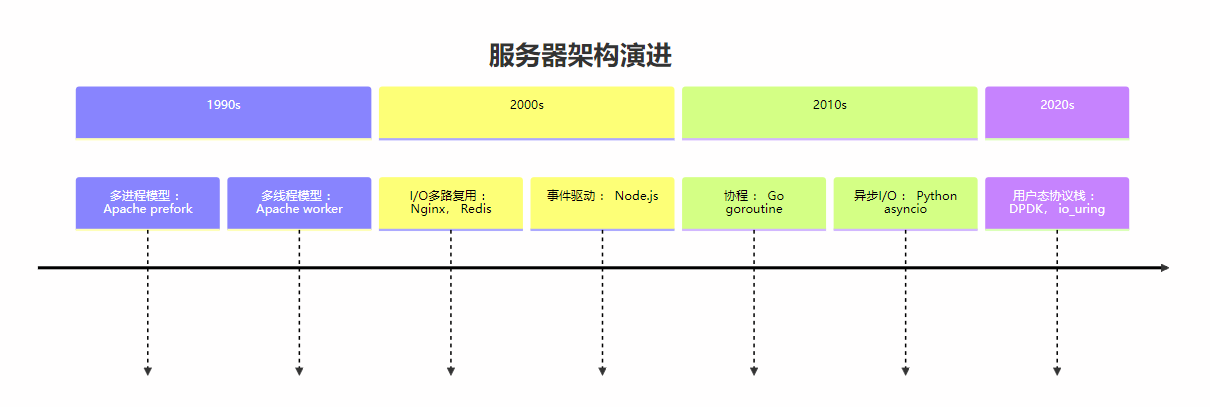 服务器架构演进
1990s
2000s
2010s
2020s
多进程模型：
Apache prefork
多线程模型：
Apache worker
I/O多路复用：
Nginx， Redis
事件驱动： Node.js
协程： Go
goroutine
异步I/O： Python
asyncio
用户态协议栈：
DPDK， io_uring